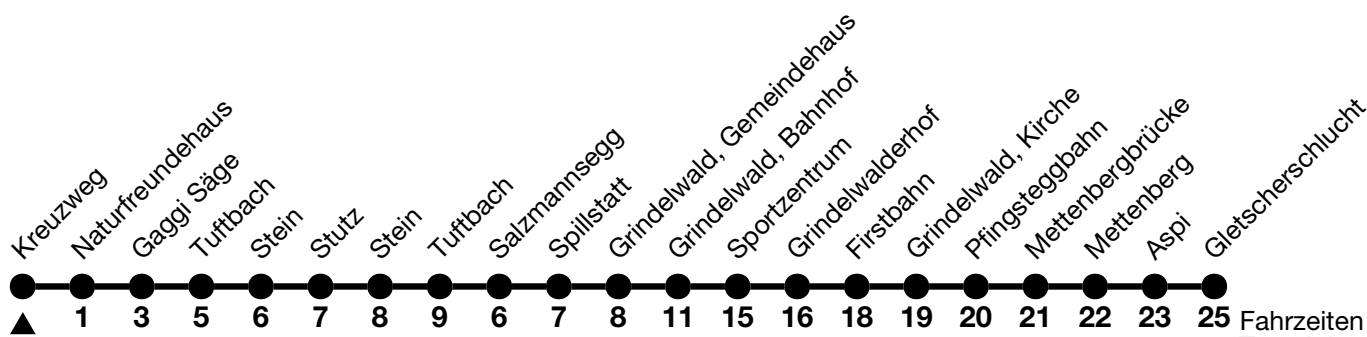 Kreuzweg
Naturfreundehaus
Gaggi Säge
Tuftbach
Stein
Stutz
Stein
Tuftbach
Salzmannsegg
Spillstatt
Grindelwald, Gemeindehaus
Grindelwald, Bahnhof
Sportzentrum
Grindelwalderhof
Firstbahn
Grindelwald, Kirche
Pfingsteggbahn
Mettenbergbrücke
Mettenberg
Aspi
Gletscherschlucht
1 3 5 6 7 8 9 6 7 8 11 15 16 18 19 20 21 22 23 25 Fahrzeiten